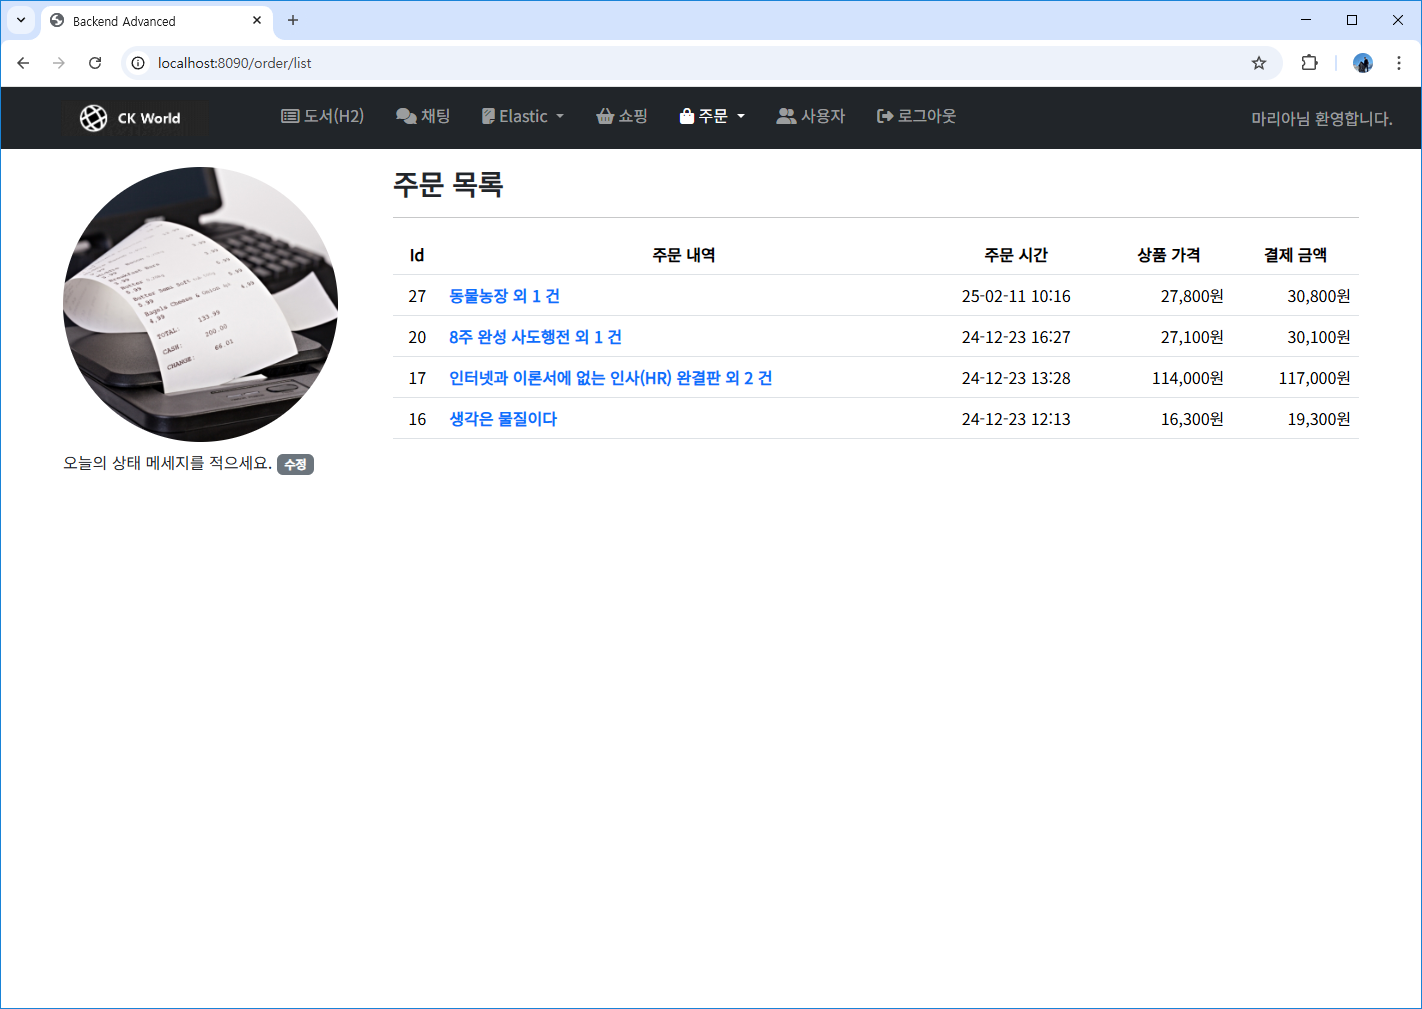 Backend Advanced
localhost:8090/order/list
CK World
도서(H2) 채팅 Elastic 쇼핑 주문 사용자 로그아웃
마리아님 환영합니다.
TOTAL: 133.99
CASH: 200.00
CHANGE: 66.01
오늘의 상태 메세지를 적으세요. 수정
주문 목록
Id 주문 내역 주문 시간 상품 가격 결제 금액
27 동물농장 외 1 건 25-02-11 10:16 27,800원 30,800원
20 8주 완성 사도행전 외 1 건 24-12-23 16:27 27,100원 30,100원
17 인터넷과 이론서에 없는 인사(HR) 완결판 외 2 건 24-12-23 13:28 114,000원 117,000원
16 생각은 물질이다 24-12-23 12:13 16,300원 19,300원